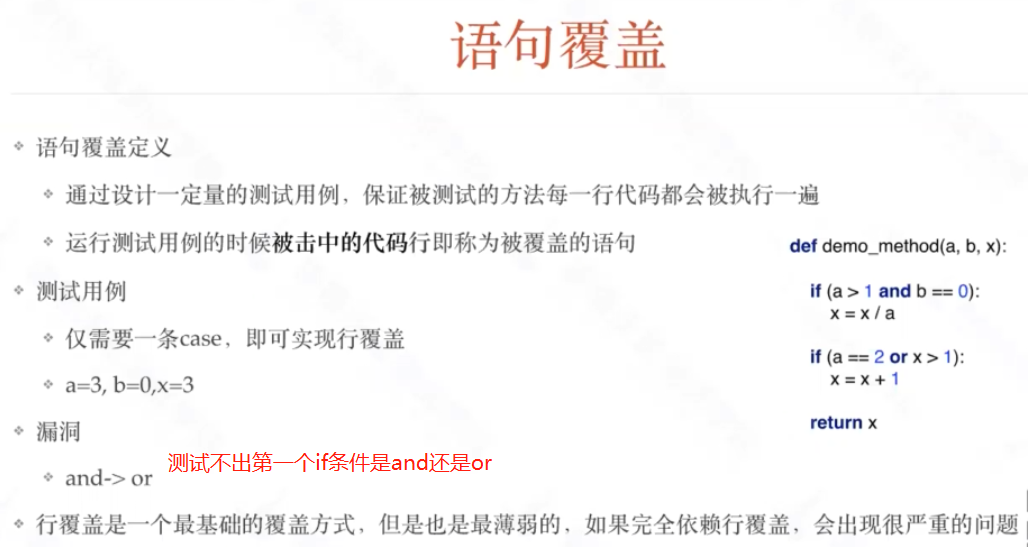 语句覆盖
语句覆盖定义
通过设计一定量的测试用例，保证被测试的方法每一行代码都会被执行一遍
运行测试用例的时候被击中的代码行即称为被覆盖的语句
测试用例
仅需要一条case，即可实现行覆盖
a=3, b=0,x=3
漏洞
and-> or
测试不出第一个if条件是and还是or
行覆盖是一个最基础的覆盖方式，但是也是最薄弱的，如果完全依赖行覆盖，会出现很严重的问题
def demo_method(a, b, x):
if (a > 1 and b == 0):
x = x / a
if (a == 2 or x > 1):
x = x + 1
return x